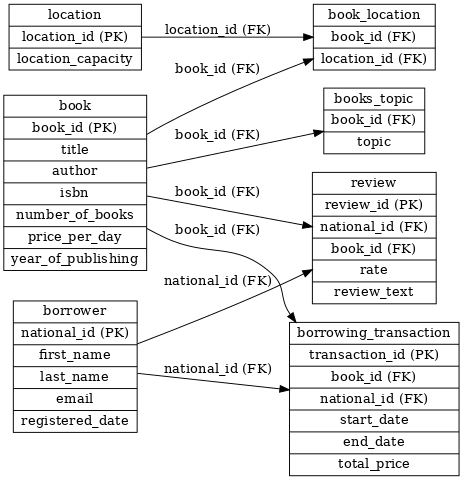 location
location_id (PK)
location_capacity
location_id (FK)
book_location
book_id (FK)
location_id (FK)
book_id (FK)
book
book_id (PK)
title
author
isbn
number_of_books
price_per_day
year_of_publishing
book_id (FK)
books_topic
book_id (FK)
topic
book_id (FK)
review
review_id (PK)
national_id (FK)
book_id (FK)
rate
review_text
book_id (FK)
national_id (FK)
borrower
national_id (PK)
first_name
last_name
email
registered_date
national_id (FK)
borrowing_transaction
transaction_id (PK)
book_id (FK)
national_id (FK)
start_date
end_date
total_price